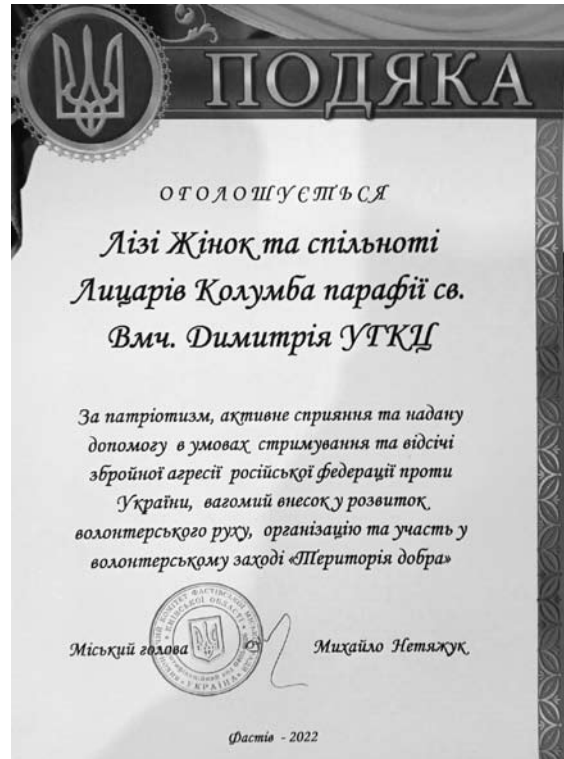 ПОДЯКА
ОГОЛОШУЄТЬСЯ
Лізі Жінок та спільноті
Лицарів Колумба парафії св.
Вмч. Димитрія УГКЦ
За патріотизм, активне сприяння та надану
допомогу в умовах стримування та відсічі
збройної агресії російської федерації проти
України, вагомий внесок у розвиток
волонтерського руху, організацію та участь у
волонтерському заході «Територія добра»
Міський голова Михайло Нетяжук
УКРАЇНА
Фастів - 2022